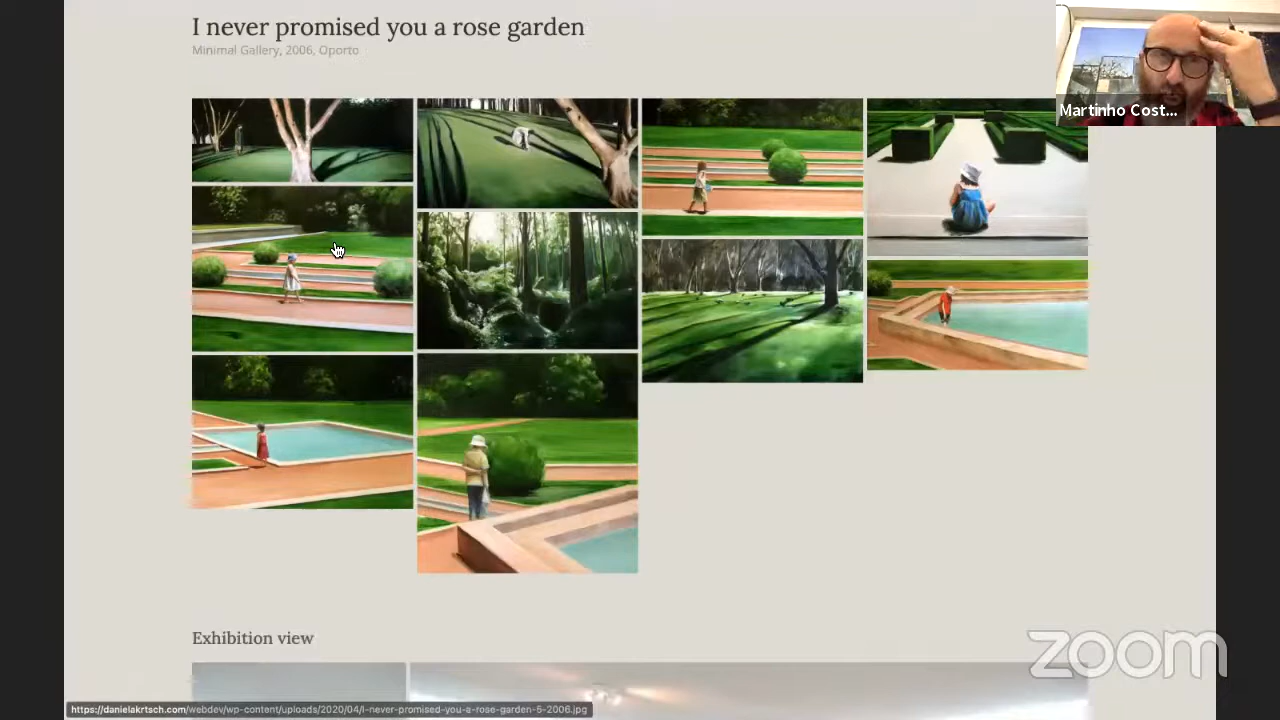 I never promised you a rose garden
Minimal Gallery, 2006, Oporto
Martinho Cost...
Exhibition view
zoom
https://danielakrtsch.com/webdev/wp-content/uploads/2020/04/I-never-promised-you-a-rose-garden-5-2006.jpg